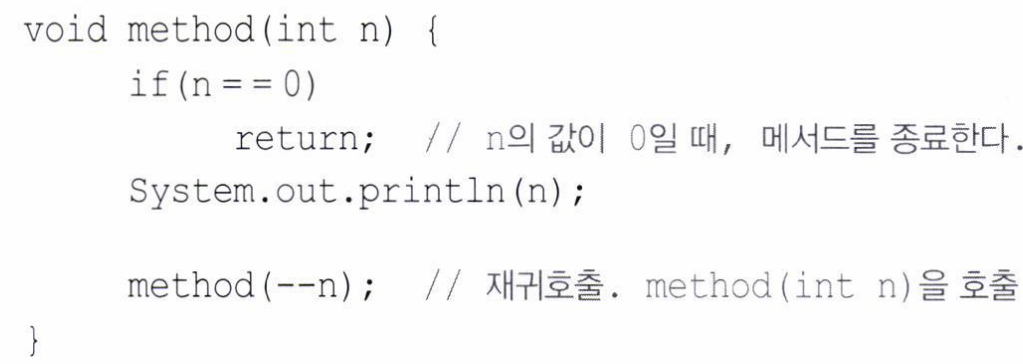 void method(int n) {
if(n==0)
return; // n의 값이 0일 때, 메서드를 종료한다.
System.out.println(n);
method(--n); // 재귀호출. method(int n)을 호출
}